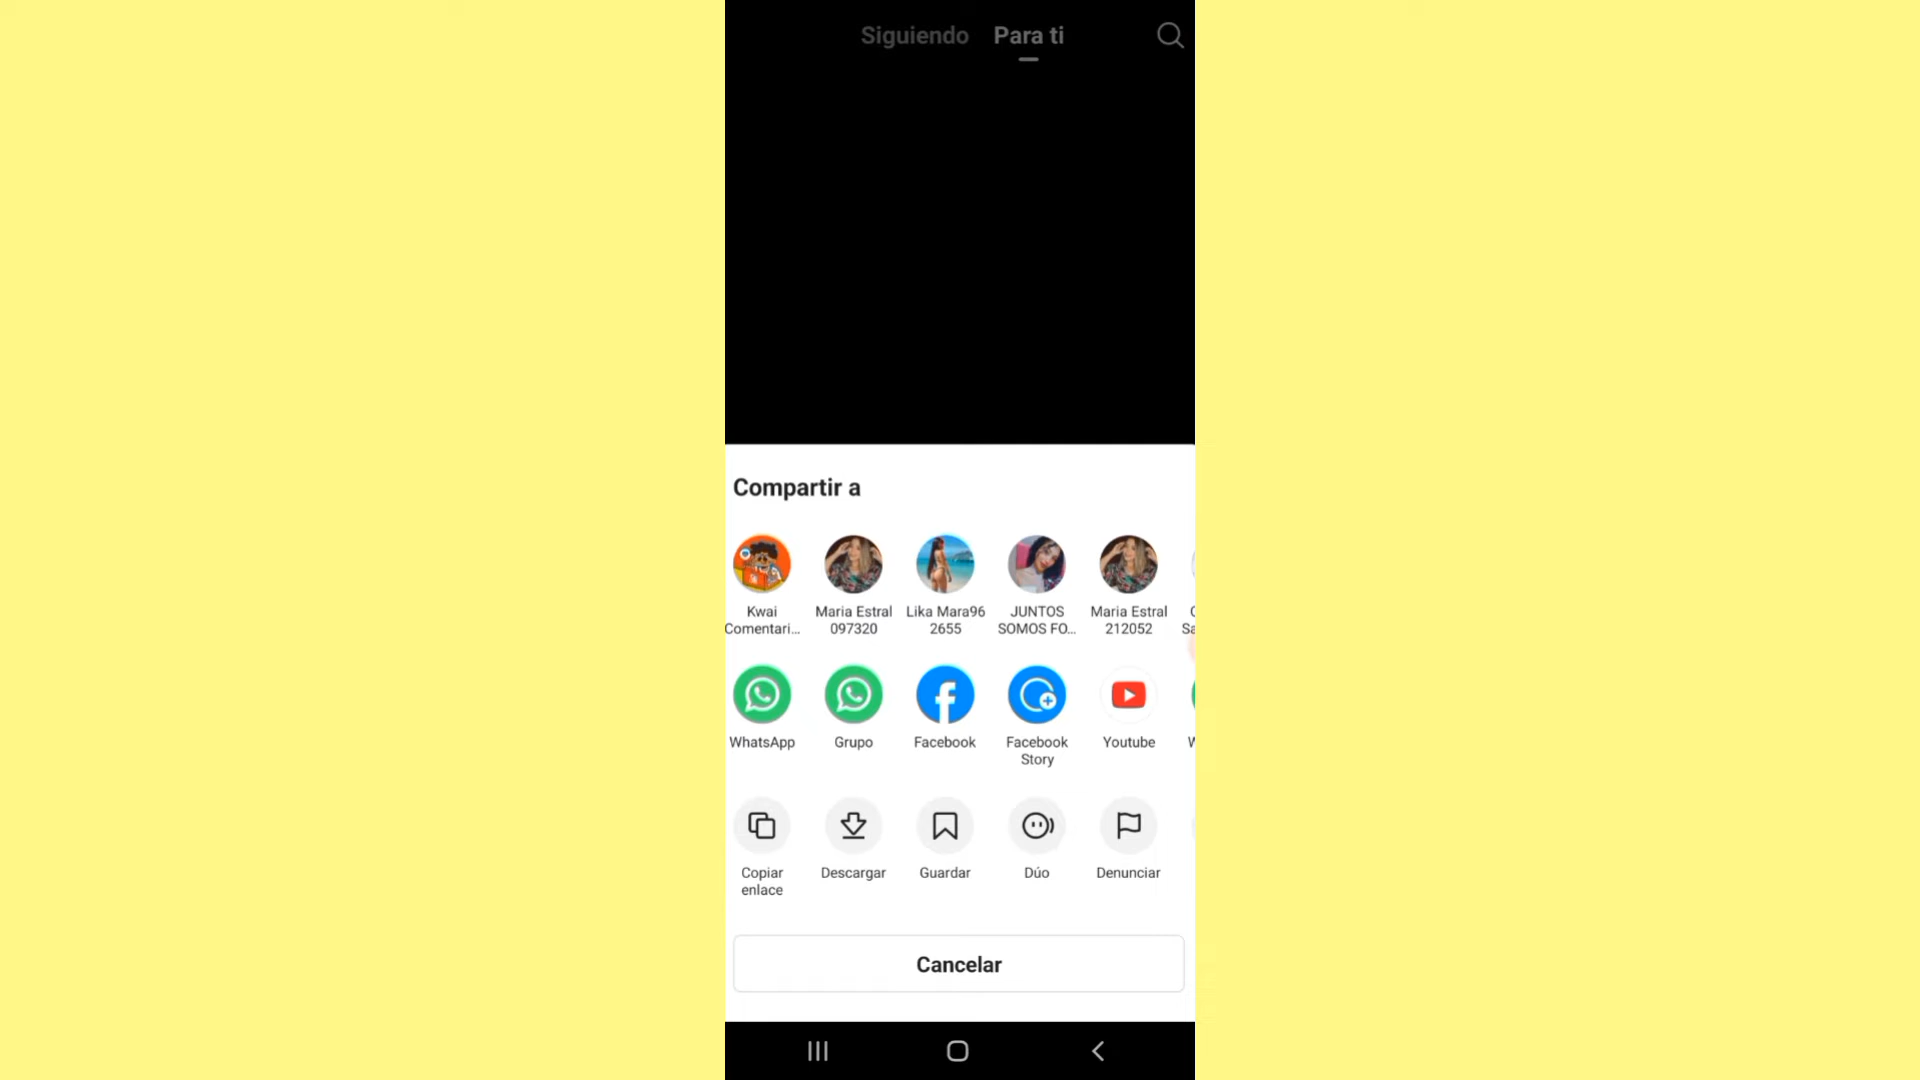 Siguiendo Para ti
Compartir a
Kwai Maria Estral Lika Mara96 JUNTOS Maria Estral
Comentari... 097320 2655 SOMOS FO... 212052 Sa
WhatsApp Grupo Facebook Facebook Youtube
Story
Copiar Descargar Guardar Dúo Denunciar
enlace
Cancelar